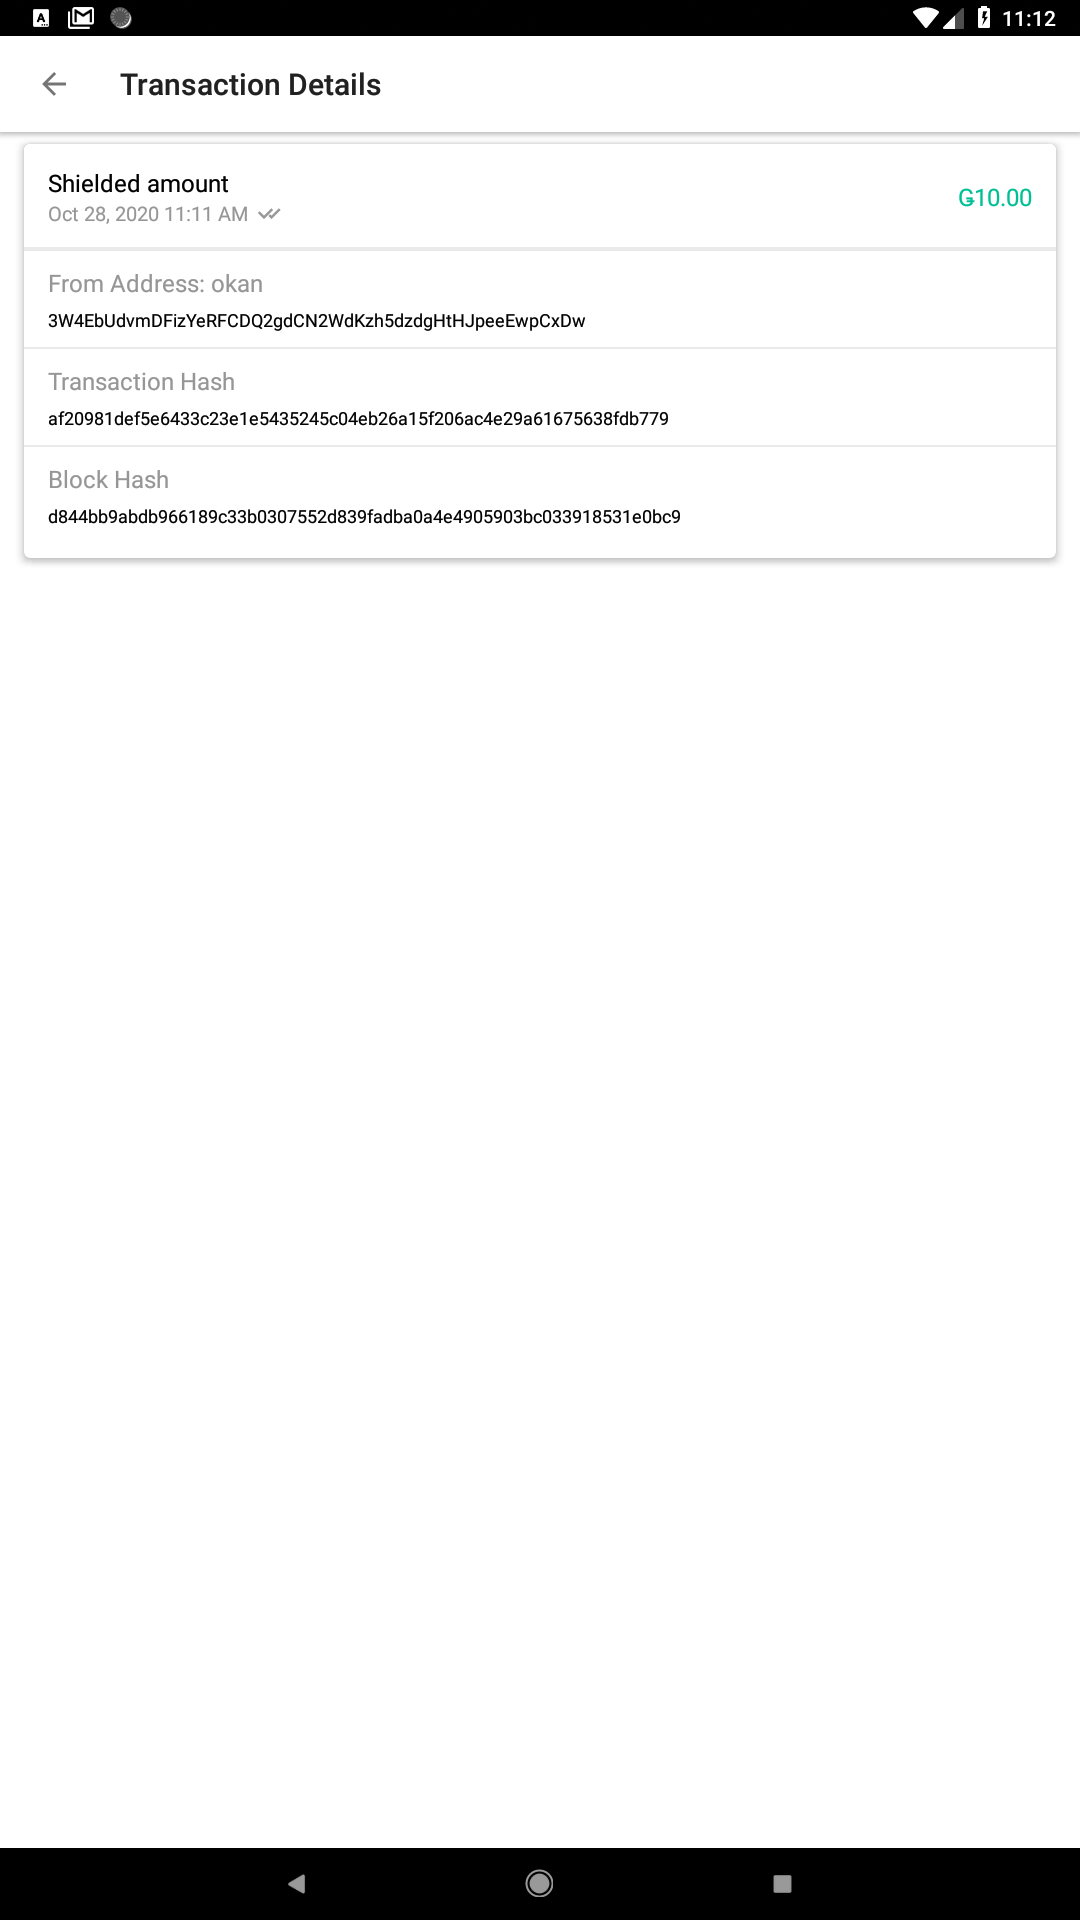 11:12
Transaction Details
Shielded amount
Oct 28, 2020 11:11 AM
Ǥ10.00
From Address: okan
3W4EbUdvmDFizYeRFCDQ2gdCN2WdKzh5dzdgHtHJpeeEwpCxDw
Transaction Hash
af20981def5e6433c23e1e5435245c04eb26a15f206ac4e29a61675638fdb779
Block Hash
d844bb9abdb966189c33b0307552d839fadba0a4e4905903bc033918531e0bc9